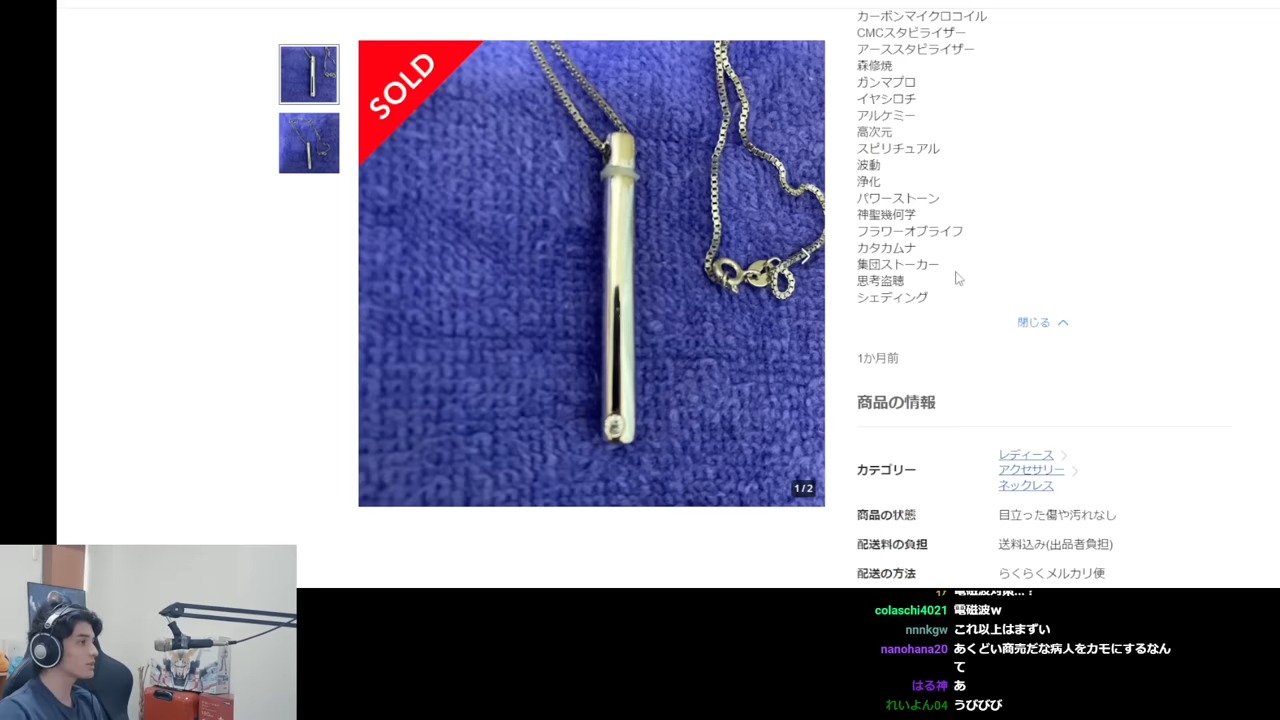 カーボンマイクロコイル
CMCスタビライザー
アーススタビライザー
森修焼
ガンマプロ
イヤシロチ
アルケミー
高次元
スピリチュアル
波動
浄化
パワーストーン
神聖幾何学
フラワーオブライフ
カタカムナ
集団ストーカー
思考盗聴
シェディング
閉じる
1か月前
商品の情報
カテゴリー
レディース
アクセサリー
ネックレス
商品の状態
目立った傷や汚れなし
配送料の負担
送料込み(出品者負担)
配送の方法
らくらくメルカリ便
SOLD
1/2
電磁波対策...?
colaschi4021 電磁波w
nnnkgw これ以上はまずい
nanohana20 あくどい商売だな病人をカモにするなん
て
はる神 あ
れいよん04 うびびび